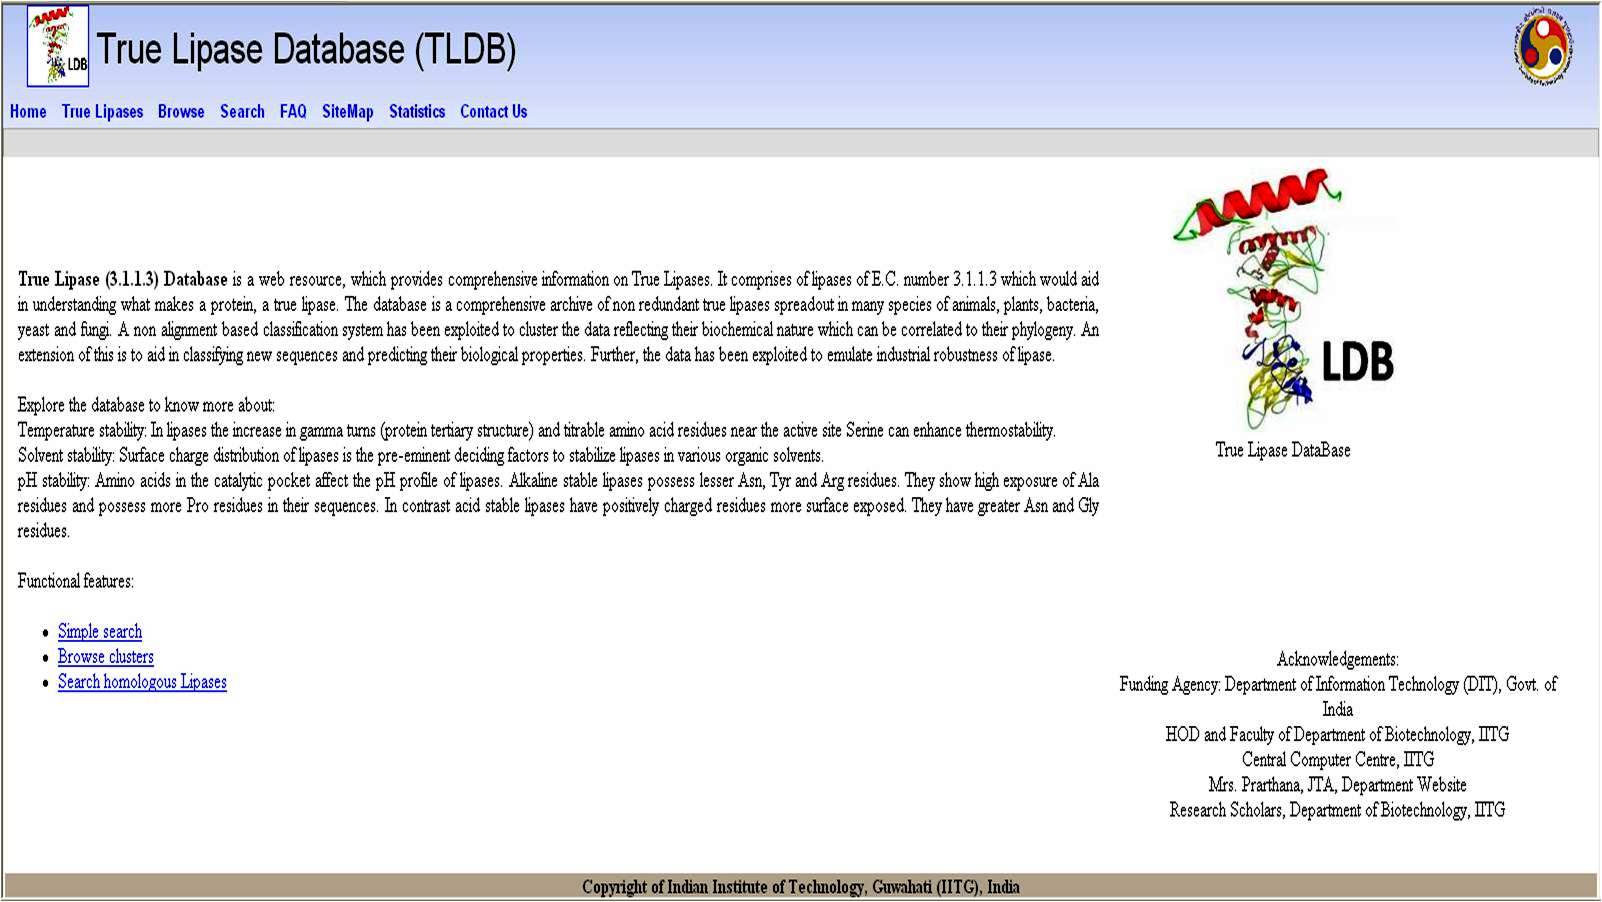 LDB
True Lipase Database (TLDB)
Home True Lipases Browse Search FAQ SiteMap Statistics Contact Us
True Lipase (3.1.1.3) Database is a web resource, which provides comprehensive information on True Lipases. It comprises of lipases of E.C. number 3.1.1.3 which would aid
in understanding what makes a protein, a true lipase. The database is a comprehensive archive of non redundant true lipases spreadout in many species of animals, plants, bacteria,
yeast and fungi. A non alignment based classification system has been exploited to cluster the data reflecting their biochemical nature which can be correlated to their phylogeny. An
extension of this is to aid in classifying new sequences and predicting their biological properties. Further, the data has been exploited to emulate industrial robustness of lipase.
Explore the database to know more about:
Temperature stability: In lipases the increase in gamma turns (protein tertiary structure) and titrable amino acid residues near the active site Serine can enhance thermostability.
Solvent stability: Surface charge distribution of lipases is the pre-eminent deciding factors to stabilize lipases in various organic solvents.
pH stability: Amino acids in the catalytic pocket affect the pH profile of lipases. Alkaline stable lipases possess lesser Asn, Tyr and Arg residues. They show high exposure of Ala
residues and possess more Pro residues in their sequences. In contrast acid stable lipases have positively charged residues more surface exposed. They have greater Asn and Gly
residues.
Functional features:
Simple search
Browse clusters
Search homologous Lipases
LDB
True Lipase DataBase
Acknowledgements:
Funding Agency: Department of Information Technology (DIT), Govt. of
India
HOD and Faculty of Department of Biotechnology, IITG
Central Computer Centre, IITG
Mrs. Prarthana, JTA, Department Website
Research Scholars, Department of Biotechnology, IITG
Copyright of Indian Institute of Technology, Guwahati (IITG), India